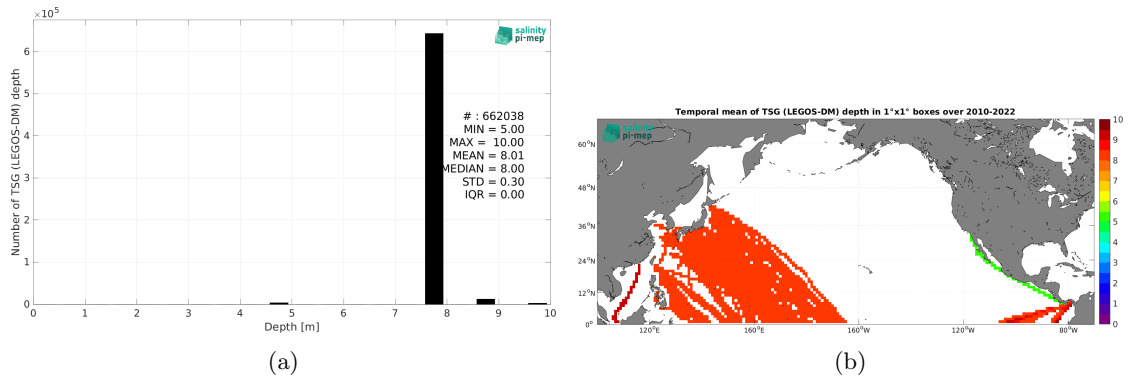 ×10⁵
salinity
pi-mep
Number of TSG (LEGOS-DM) depth
6
5
4
3
2
1
0
# : 662038
MIN = 5.00
MAX = 10.00
MEAN = 8.01
MEDIAN = 8.00
STD = 0.30
IQR = 0.00
0 1 2 3 4 5 6 7 8 9 10
Depth [m]
(a)
Temporal mean of TSG (LEGOS-DM) depth in 1°x1° boxes over 2010-2022
salinity
pi-mep
60°N
48°N
36°N
24°N
12°N
0°
120°E 160°E 160°W 120°W 80°W
10
9
8
7
6
5
4
3
2
1
0
(b)